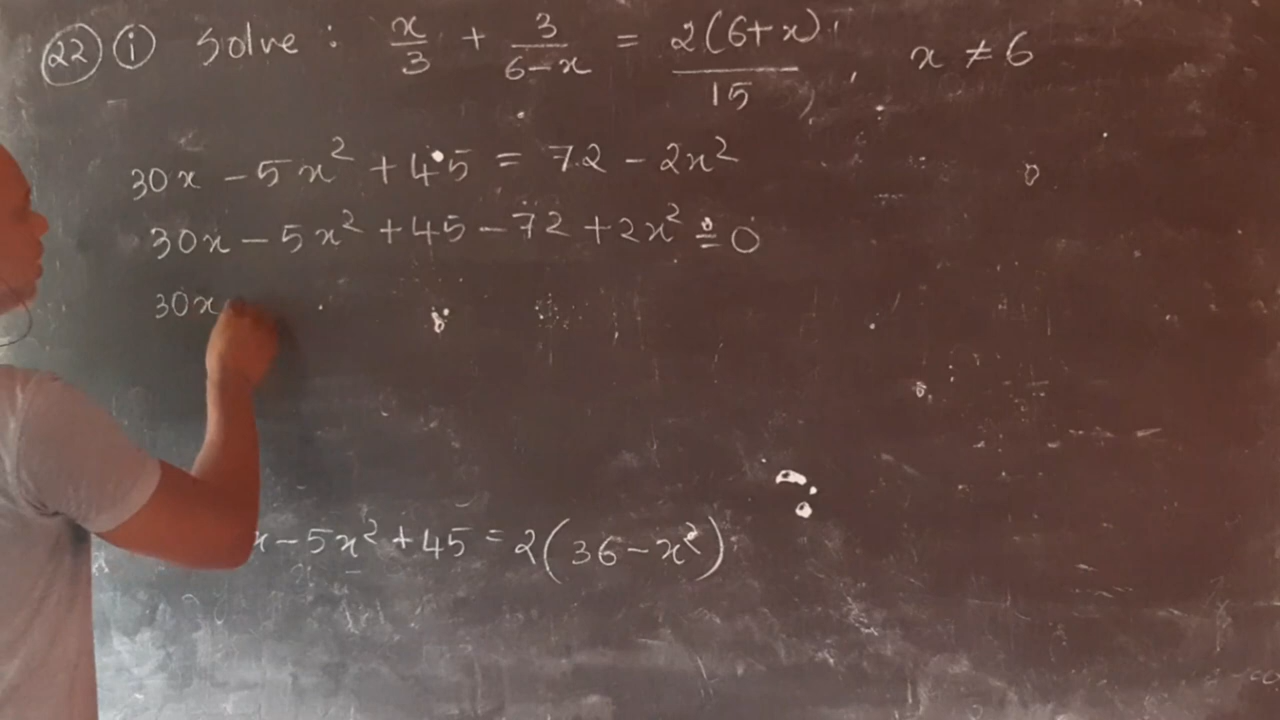 22 i Solve : x/3 + 3/(6-x) = 2(6+x)/15 , x ≠ 6
30x - 5x² + 45 = 72 - 2x²
30x - 5x² + 45 - 72 + 2x² = 0
30x
x - 5x² + 45 = 2(36 - x²)